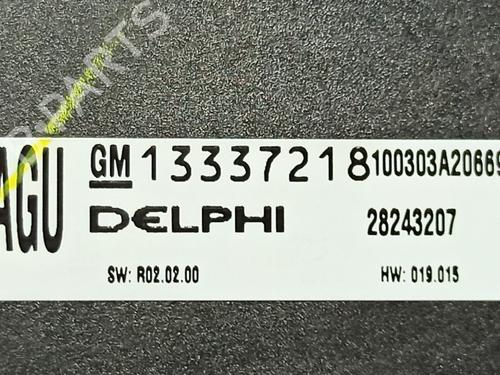 AGU GM 13337218 100303A20669
DELPHI 28243207
SW: R02.02.00 HW: 019.015